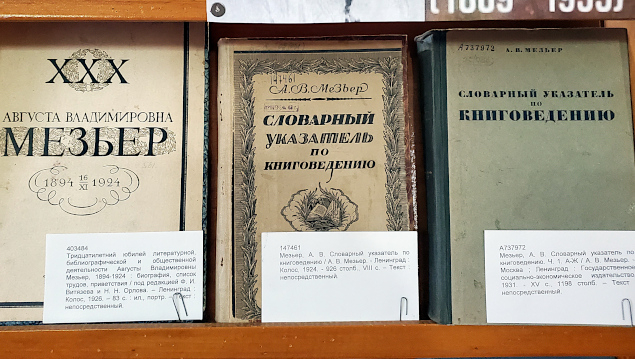 8
(1869 – 1935)
XXX
АВГУСТА ВЛАДИМИРОВНА
МЕЗЬЕР
1894 16/XI 1924
403484
Тридцатилетний юбилей литературной,
библиографической и общественной
деятельности Августы Владимировны
Мезьер, 1894-1924 : биография, список
трудов, приветствия / под редакцией Ф. И.
Витязева и Н. Н. Орлова. – Ленинград :
Колос, 1926. – 83 с. : ил., портр. – Текст :
непосредственный.
147461
А. В. Мезьер
СЛОВАРНЫЙ
УКАЗАТЕЛЬ
ПО
КНИГОВЕДЕНИЮ
147461
Мезьер, А. В. Словарный указатель по
книговедению / А. В. Мезьер. - Ленинград :
Колос, 1924. - 926 столб., VIII с. – Текст :
непосредственный.
А737972
А. В. МЕЗЬЕР
СЛОВАРНЫЙ УКАЗАТЕЛЬ
ПО
КНИГОВЕДЕНИЮ
А737972
Мезьер, А. В. Словарный указатель по
книговедению. Ч. 1. А-Ж / А. В. Мезьер. -
Москва ; Ленинград : Государственное
социально-экономическое издательство,
1931 - XV с., 1198 столб. – Текст :
непосредственный.